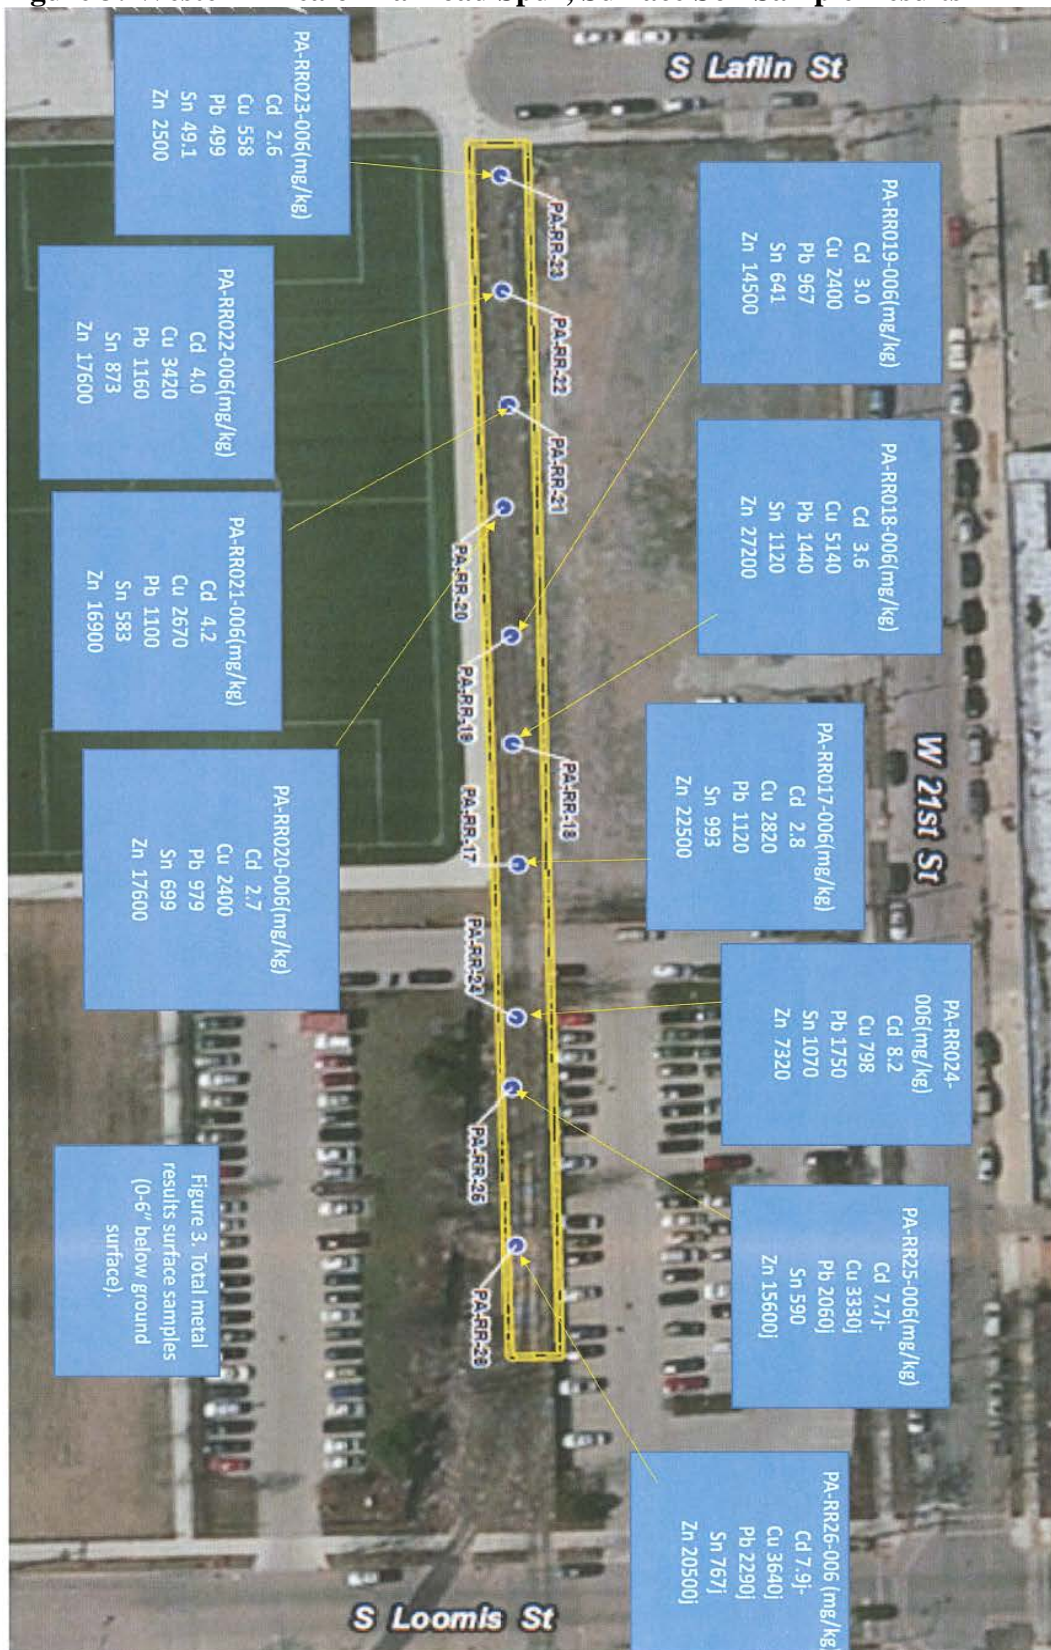 S Laflin St
PA-RR023-006(mg/kg)
Cd 2.6
Cu 558
Pb 499
Sn 49.1
Zn 2500
PA-RR022-006(mg/kg)
Cd 4.0
Cu 3420
Pb 1160
Sn 873
Zn 17600
PA-RR021-006(mg/kg)
Cd 4.2
Cu 2670
Pb 1100
Sn 583
Zn 16900
PA-RR020-006(mg/kg)
Cd 2.7
Cu 2400
Pb 979
Sn 699
Zn 17600
PA-RR019-006(mg/kg)
Cd 3.0
Cu 2400
Pb 967
Sn 641
Zn 14500
PA-RR018-006(mg/kg)
Cd 3.6
Cu 5140
Pb 1440
Sn 1120
Zn 27200
PA-RR017-006(mg/kg)
Cd 2.8
Cu 2820
Pb 1120
Sn 993
Zn 22500
PA-RR024-
006(mg/kg)
Cd 8.2
Cu 798
Pb 1750
Sn 1070
Zn 7320
PA-RR25-006(mg/kg)
Cd 7.7j-
Cu 3330j
Pb 2060j
Sn 590
Zn 15600j
PA-RR26-006 (mg/kg)
Cd 7.9j-
Cu 3640j
Pb 2290j
Sn 767j
Zn 20500j
PA-RR-23
PA-RR-22
PA-RR-21
PA-RR-20
PA-RR-19
PA-RR-18
PA-RR-17
PA-RR-24
PA-RR-25
PA-RR-26
W 21st St
Figure 3. Total metal
results surface samples
(0-6" below ground
surface).
S Loomis St